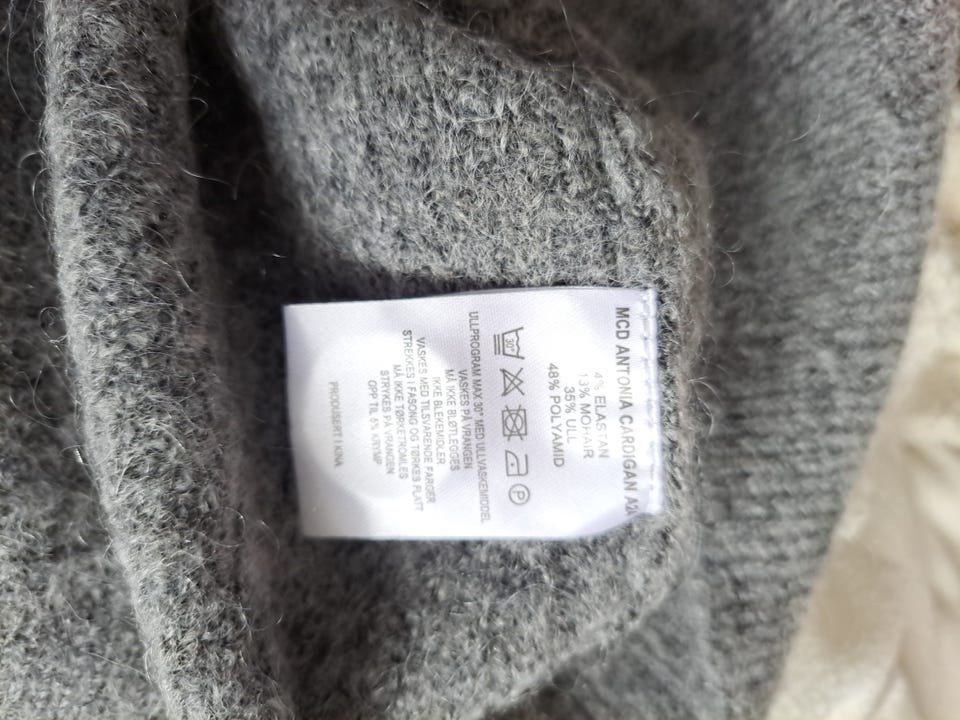 MCD ANTONIA CARDIGAN
4% ELASTAN
13% MOHAIR
35% ULL
48% POLYAMID
30°
P
ULLPROGRAM MAX 30° MED ULLVASKEMIDDEL
VASKES PÅ VRANGEN
MÅ IKKE BLØTLEGGES
IKKE BLEKEMIDLER
VASKES MED TILSVARENDE FARGER
STREKKES I FASONG OG TØRKES FLATT
MÅ IKKE TØRKETROMLES
STRYKES PÅ VRANGEN
OPP TIL 5% KRYMP
PRODUSERT I KINA